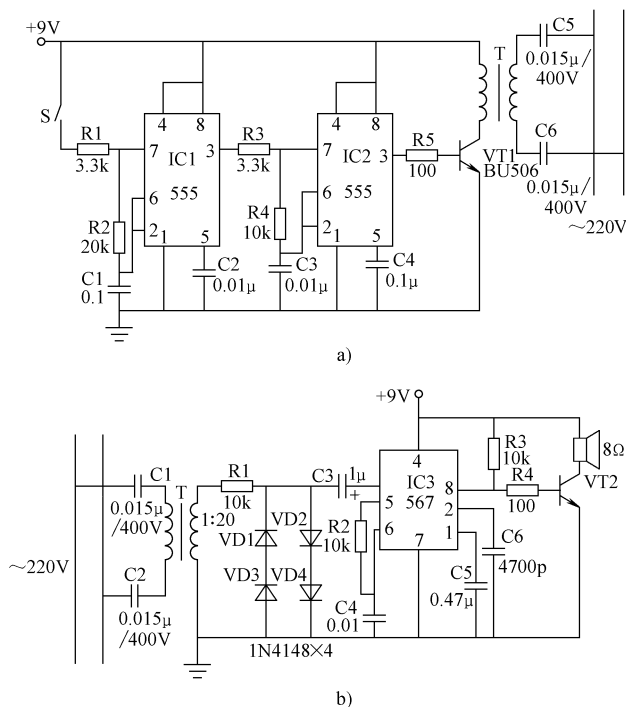 +9V
S
R1
3.3k
R2
20k
C1
0.1
4
8
7
3
IC1
555
6
2
1
5
C2
0.01μ
R3
3.3k
R4
10k
C3
0.01μ
4
8
7
3
IC2
555
6
2
1
5
C4
0.1μ
R5
100
VT1
BU506
T
C5
0.015μ/
400V
C6
0.015μ/
400V
~220V
a)
+9V
~220V
C1
0.015μ
/400V
C2
0.015μ
/400V
T
1:20
R1
10k
VD1
VD2
VD3
VD4
1N4148×4
C3
1μ
+
R2
10k
C4
0.01
4
IC3
567
5
6
8
2
1
7
R3
10k
R4
100
C5
0.47μ
C6
4700p
8Ω
VT2
b)